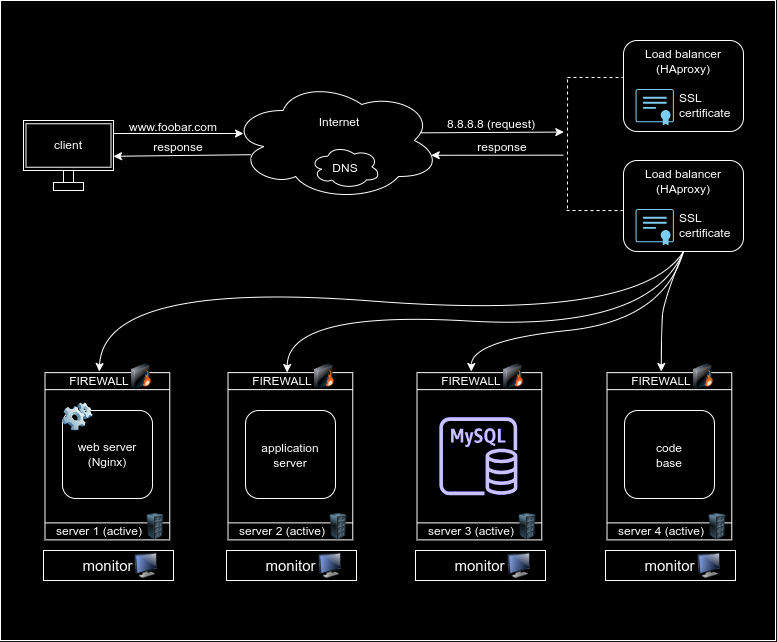 Load balancer
(HAproxy)
SSL
certificate
www.foobar.com
Internet
8.8.8.8 (request)
client
response
response
DNS
Load balancer
(HAproxy)
SSL
certificate
FIREWALL
FIREWALL
FIREWALL
FIREWALL
web server
(Nginx)
application
server
MySQL
code
base
server 1 (active)
server 2 (active)
server 3 (active)
server 4 (active)
monitor
monitor
monitor
monitor